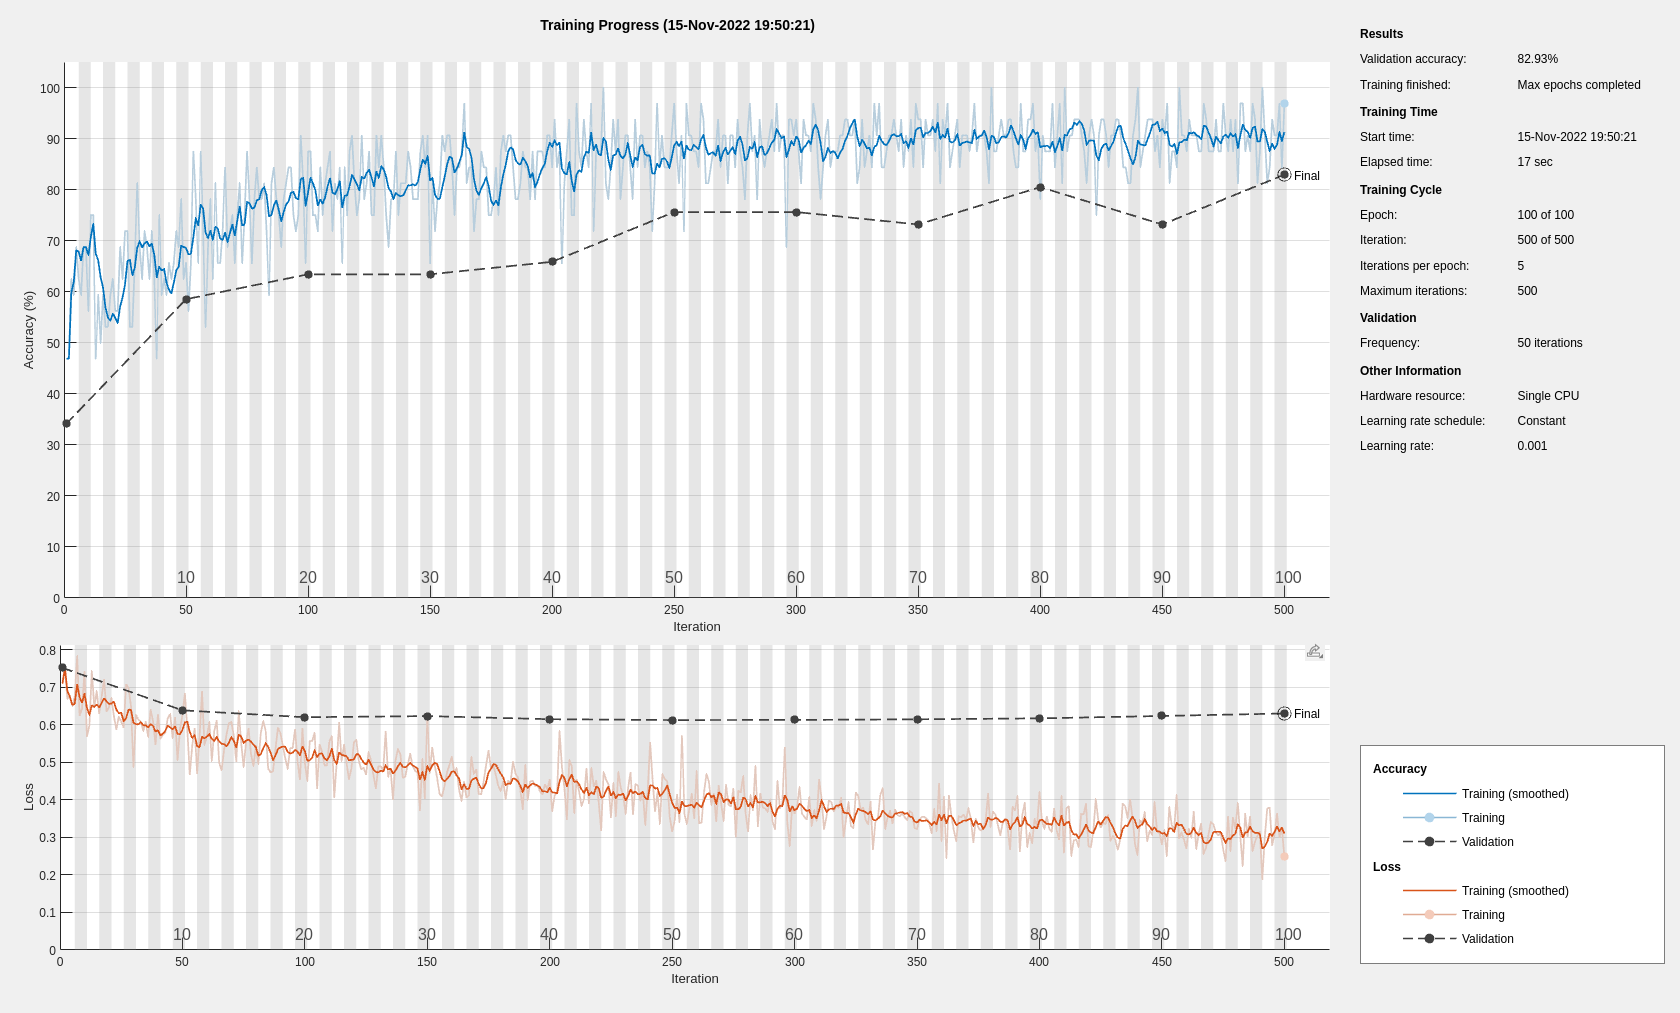 Training Progress (15-Nov-2022 19:50:21)
Accuracy (%)
100
90
80
70
60
50
40
30
20
10
0
10 20 30 40 50 60 70 80 90 100
0 50 100 150 200 250 300 350 400 450 500
Iteration
Final
Loss
0.8
0.7
0.6
0.5
0.4
0.3
0.2
0.1
0
10 20 30 40 50 60 70 80 90 100
0 50 100 150 200 250 300 350 400 450 500
Iteration
Final
Results
Validation accuracy: 82.93%
Training finished: Max epochs completed
Training Time
Start time: 15-Nov-2022 19:50:21
Elapsed time: 17 sec
Training Cycle
Epoch: 100 of 100
Iteration: 500 of 500
Iterations per epoch: 5
Maximum iterations: 500
Validation
Frequency: 50 iterations
Other Information
Hardware resource: Single CPU
Learning rate schedule: Constant
Learning rate: 0.001
Accuracy
Training (smoothed)
Training
Validation
Loss
Training (smoothed)
Training
Validation